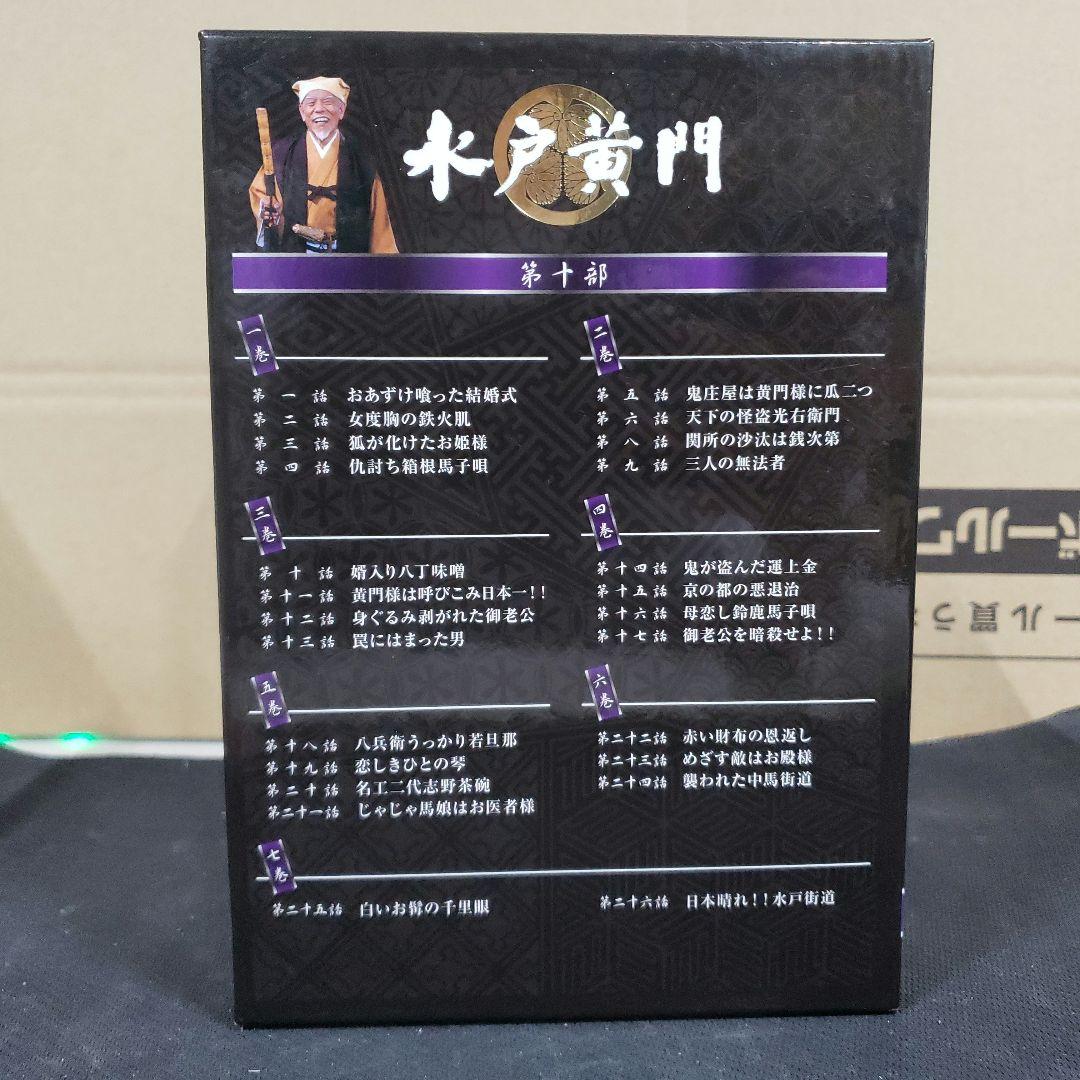 水戸黄門
第十部
一巻
第一話 おあずけ喰った結婚式
第二話 女度胸の鉄火肌
第三話 狐が化けたお姫様
第四話 仇討ち箱根馬子唄
二巻
第五話 鬼庄屋は黄門様に瓜二つ
第六話 天下の怪盗光右衛門
第八話 関所の沙汰は銭次第
第九話 三人の無法者
三巻
第十話 婿入り八丁味噌
第十一話 黄門様は呼びこみ日本一!!
第十二話 身ぐるみ剥がれた御老公
第十三話 罠にはまった男
四巻
第十四話 鬼が盗んだ運上金
第十五話 京の都の悪退治
第十六話 母恋し鈴鹿馬子唄
第十七話 御老公を暗殺せよ!!
五巻
第十八話 八兵衛うっかり若旦那
第十九話 恋しきひとの琴
第二十話 名工二代志野茶碗
第二十一話 じゃじゃ馬娘はお医者様
六巻
第二十二話 赤い財布の恩返し
第二十三話 めざす敵はお殿様
第二十四話 襲われた中馬街道
七巻
第二十五話 白いお髯の千里眼
第二十六話 日本晴れ!!水戸街道
ボールワ
ール買うな